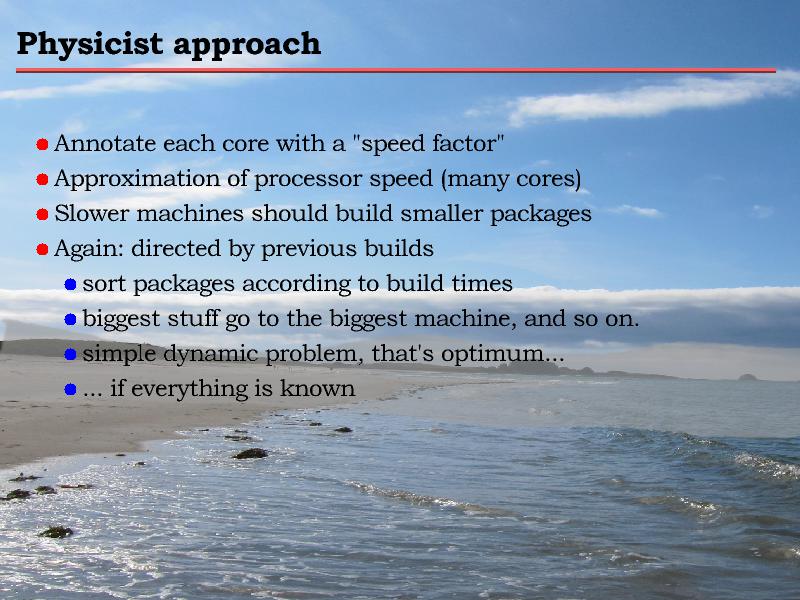 Physicist approach
Annotate each core with a "speed factor"
Approximation of processor speed (many cores)
Slower machines should build smaller packages
Again: directed by previous builds
sort packages according to build times
biggest stuff go to the biggest machine, and so on.
simple dynamic problem, that's optimum...
... if everything is known